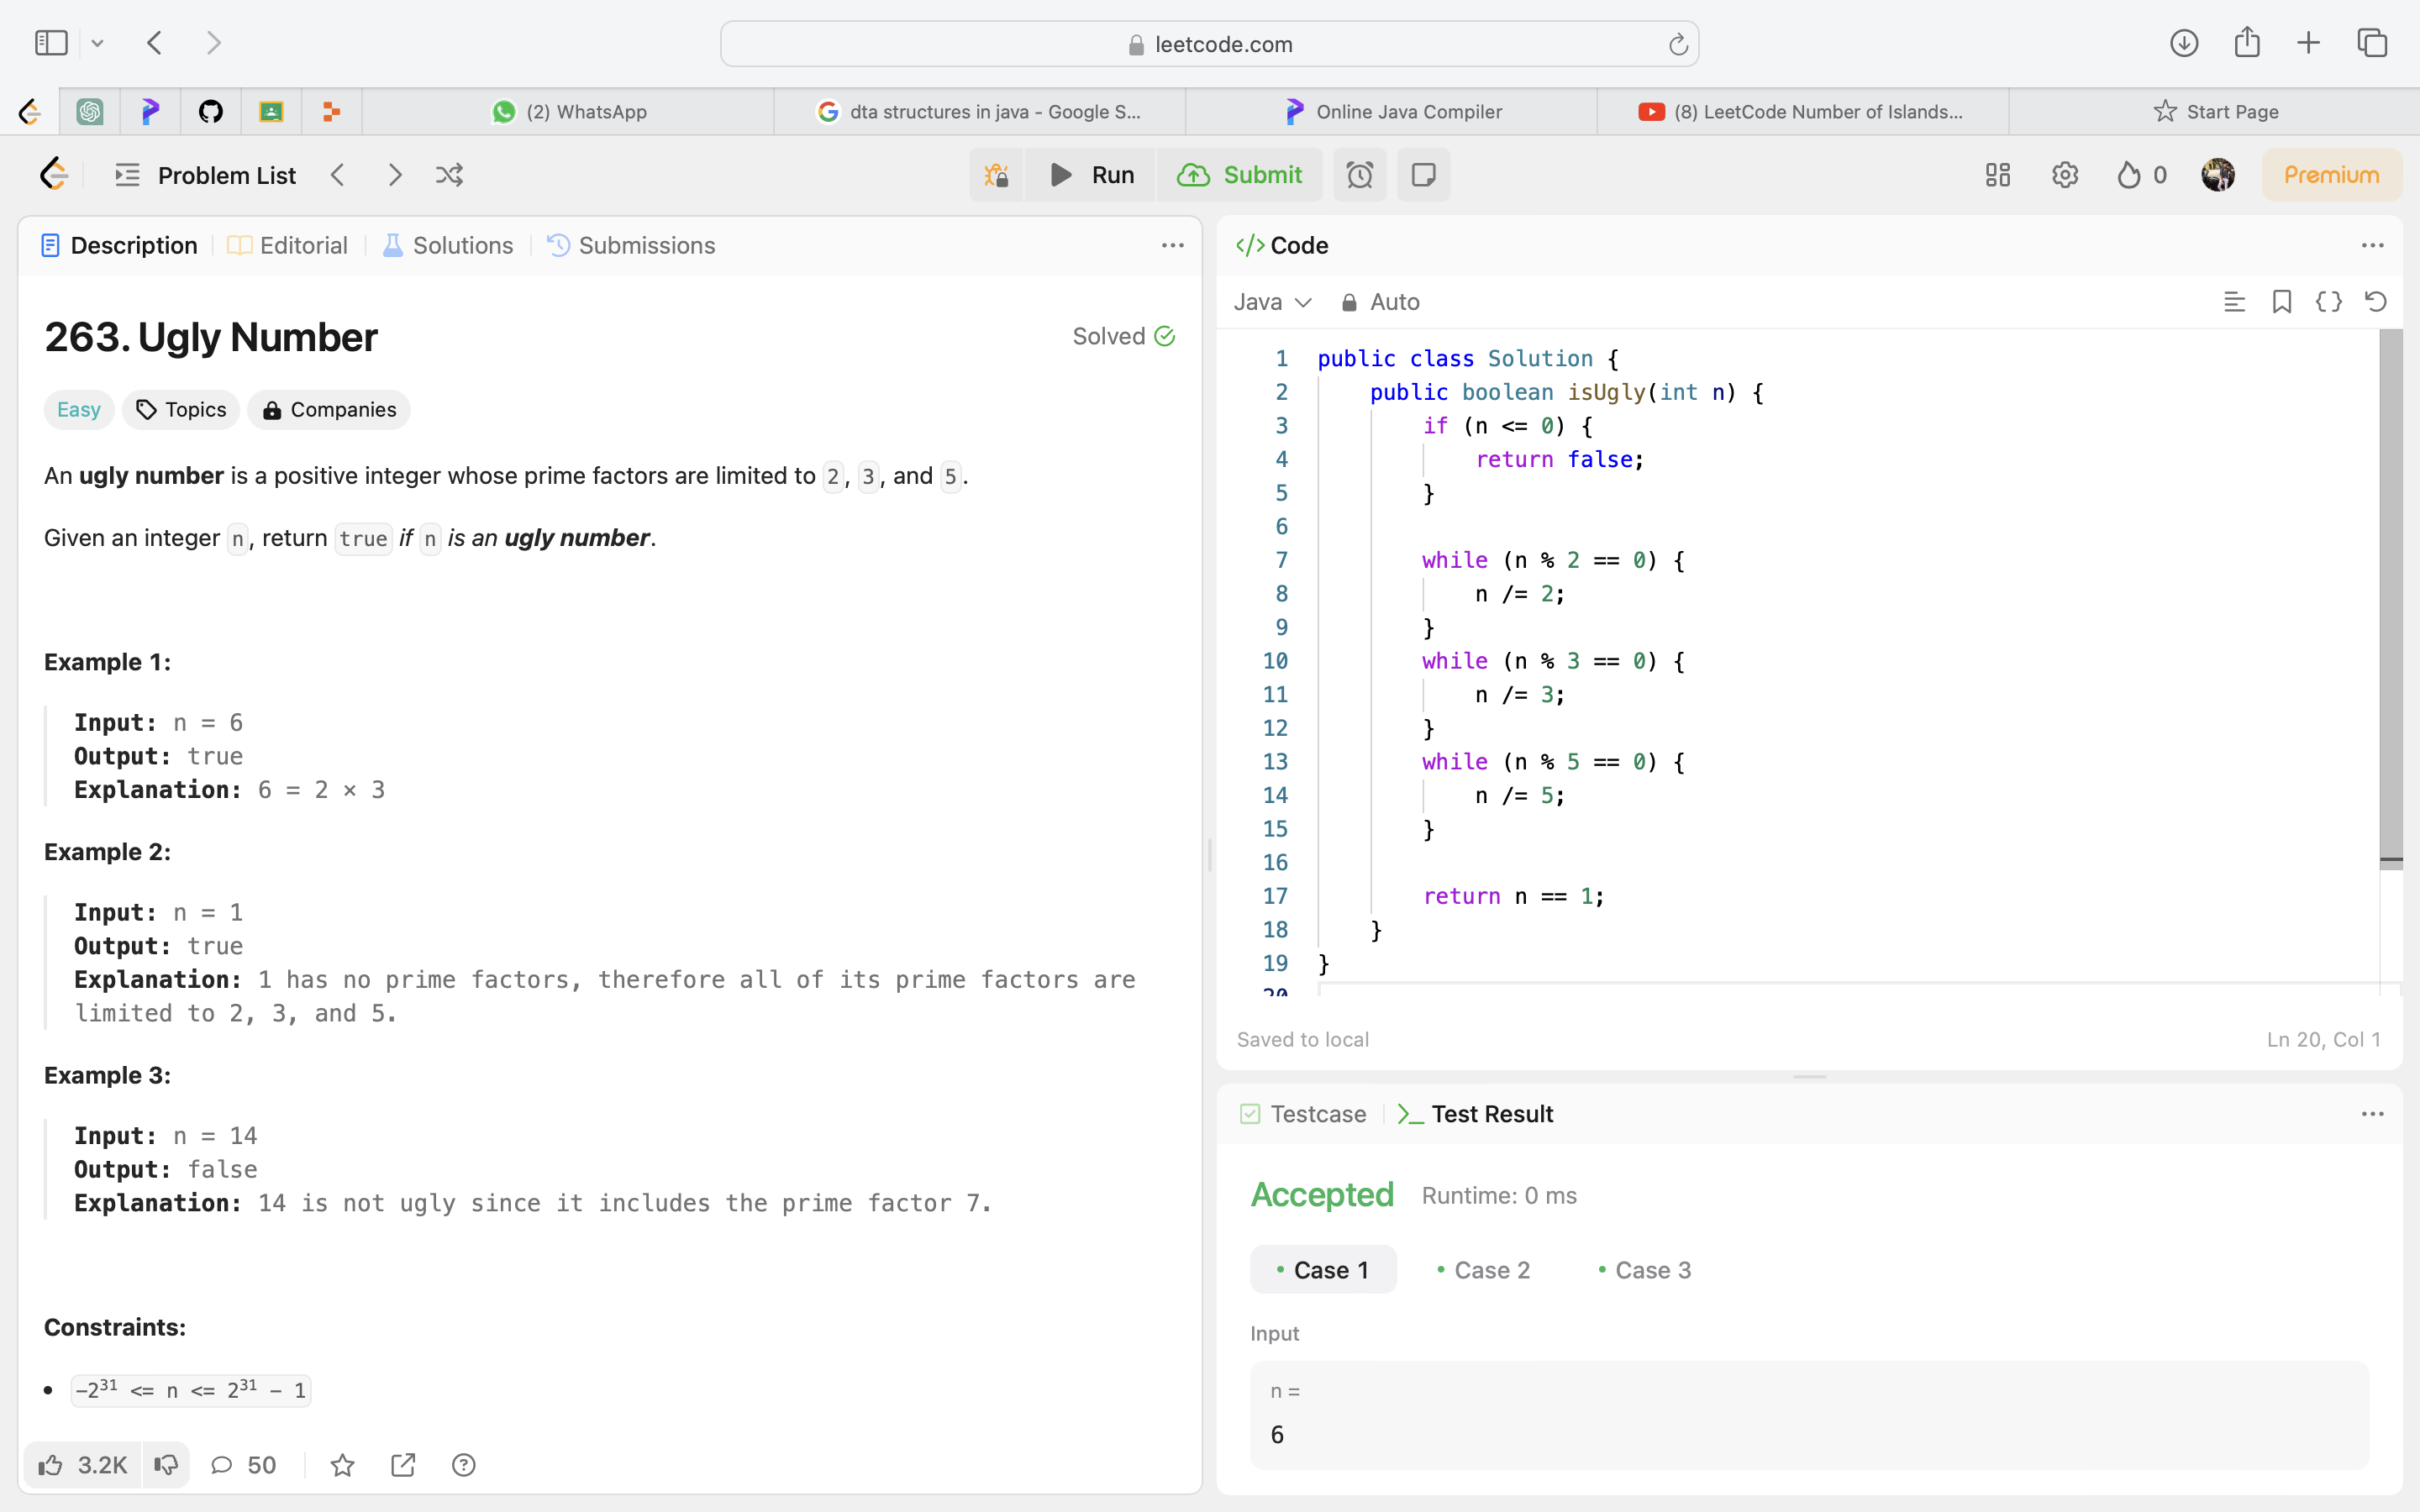 leetcode.com
(2) WhatsApp
dta structures in java - Google S...
Online Java Compiler
(8) LeetCode Number of Islands...
Start Page
Problem List
Run
Submit
0
Premium
Description
Editorial
Solutions
Submissions
263. Ugly Number
Solved
Easy
Topics
Companies
An ugly number is a positive integer whose prime factors are limited to 2, 3, and 5.
Given an integer n, return true if n is an ugly number.
Example 1:
Input: n = 6
Output: true
Explanation: 6 = 2 × 3
Example 2:
Input: n = 1
Output: true
Explanation: 1 has no prime factors, therefore all of its prime factors are
limited to 2, 3, and 5.
Example 3:
Input: n = 14
Output: false
Explanation: 14 is not ugly since it includes the prime factor 7.
Constraints:
• -2³¹ <= n <= 2³¹ - 1
3.2K
50
</> Code
Java
Auto
1 public class Solution {
2     public boolean isUgly(int n) {
3         if (n <= 0) {
4             return false;
5         }
6
7         while (n % 2 == 0) {
8             n /= 2;
9         }
10         while (n % 3 == 0) {
11             n /= 3;
12         }
13         while (n % 5 == 0) {
14             n /= 5;
15         }
16
17         return n == 1;
18     }
19 }
20
Saved to local
Ln 20, Col 1
Testcase
Test Result
Accepted
Runtime: 0 ms
• Case 1
• Case 2
• Case 3
Input
n =
6